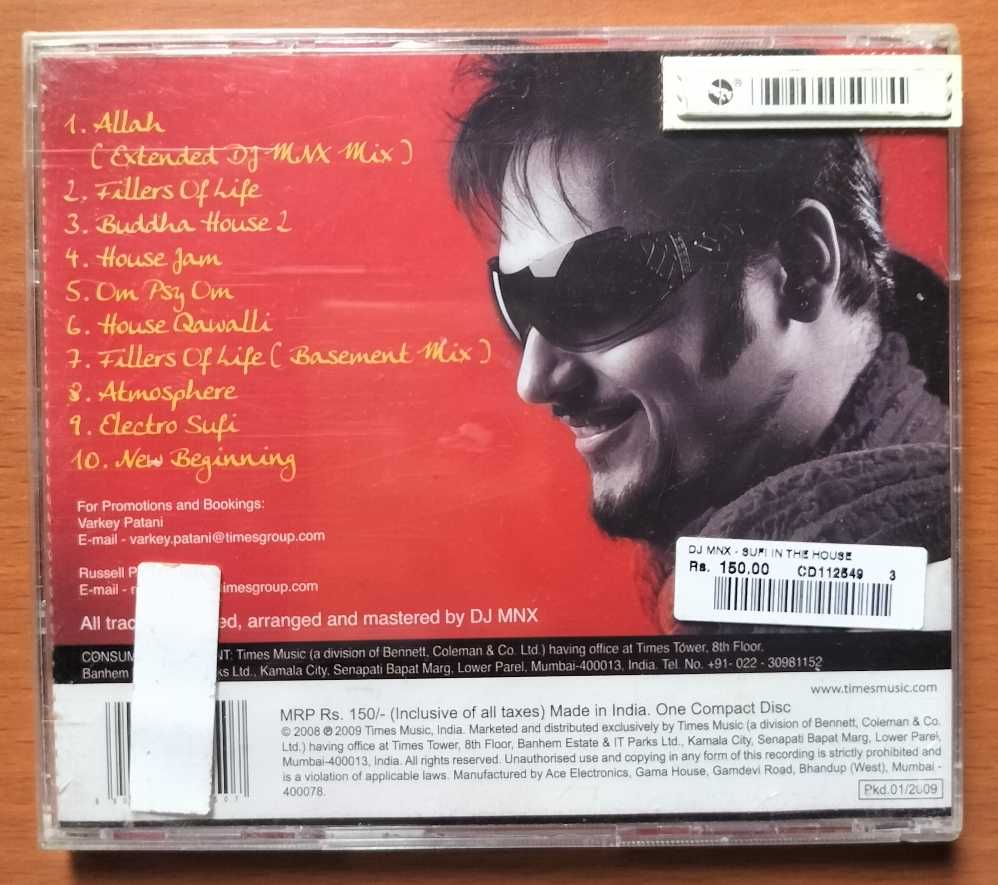 1. Allah
( Extended DJ MNX Mix )
2. Fillers Of Life
3. Buddha House 2
4. House Jam
5. Om Psy Om
6. House Qawalli
7. Fillers Of Life ( Basement Mix )
8. Atmosphere
9. Electro Sufi
10. New Beginning
For Promotions and Bookings:
Varkey Patani
E-mail - varkey.patani@timesgroup.com
Russell
E-mail - imesgroup.com
All arranged and mastered by DJ MNX
DJ MNX - SUFI IN THE HOUSE
Rs. 150.00 CD112549 3
Times Music (a division of Bennett, Coleman & Co. Ltd.) having office at Times Tower, 8th Floor,
Banhem ks Ltd., Kamala City, Senapati Bapat Marg, Lower Parel, Mumbai-400013, India. Tel. No. +91- 022 - 30981152
www.timesmusic.com
MRP Rs. 150/- (Inclusive of all taxes) Made in India. One Compact Disc
© 2008 ℗ 2009 Times Music, India. Marketed and distributed exclusively by Times Music (a division of Bennett, Coleman & Co.
Ltd.) having office at Times Tower, 8th Floor, Banhem Estate & IT Parks Ltd., Kamala City, Senapati Bapat Marg, Lower Parel,
Mumbai-400013, India. All rights reserved. Unauthorised use and copying in any form of this recording is strictly prohibited and
is a violation of applicable laws. Manufactured by Ace Electronics, Gama House, Gamdevi Road, Bhandup (West), Mumbai -
400078.
Pkd.01/2009